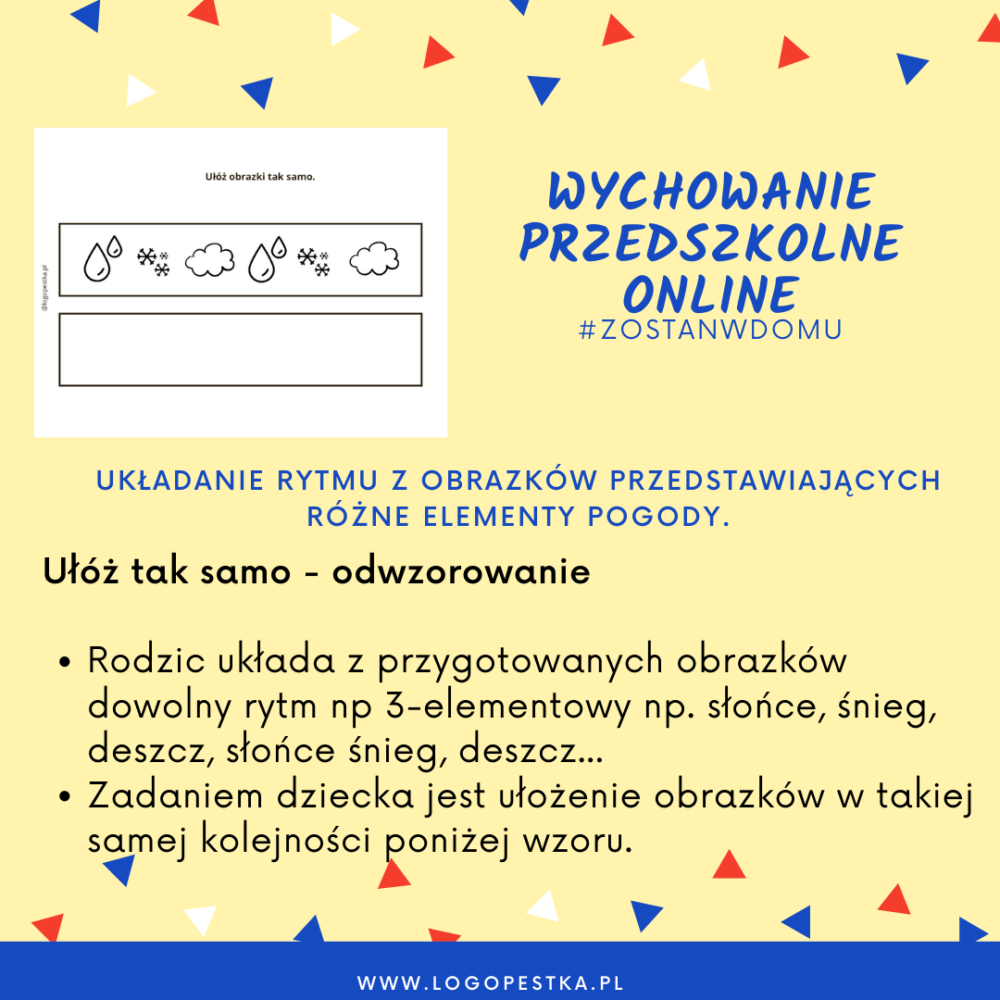 Ułóż obrazki tak samo.
@logopestka.pl
WYCHOWANIE
PRZEDSZKOLNE
ONLINE
#ZOSTANWDOMU
UKŁADANIE RYTMU Z OBRAZKÓW PRZEDSTAWIAJĄCYCH
RÓŻNE ELEMENTY POGODY.
Ułóż tak samo - odwzorowanie
• Rodzic układa z przygotowanych obrazków
dowolny rytm np 3-elementowy np. słońce, śnieg,
deszcz, słońce śnieg, deszcz...
• Zadaniem dziecka jest ułożenie obrazków w takiej
samej kolejności poniżej wzoru.
WWW.LOGOPESTKA.PL